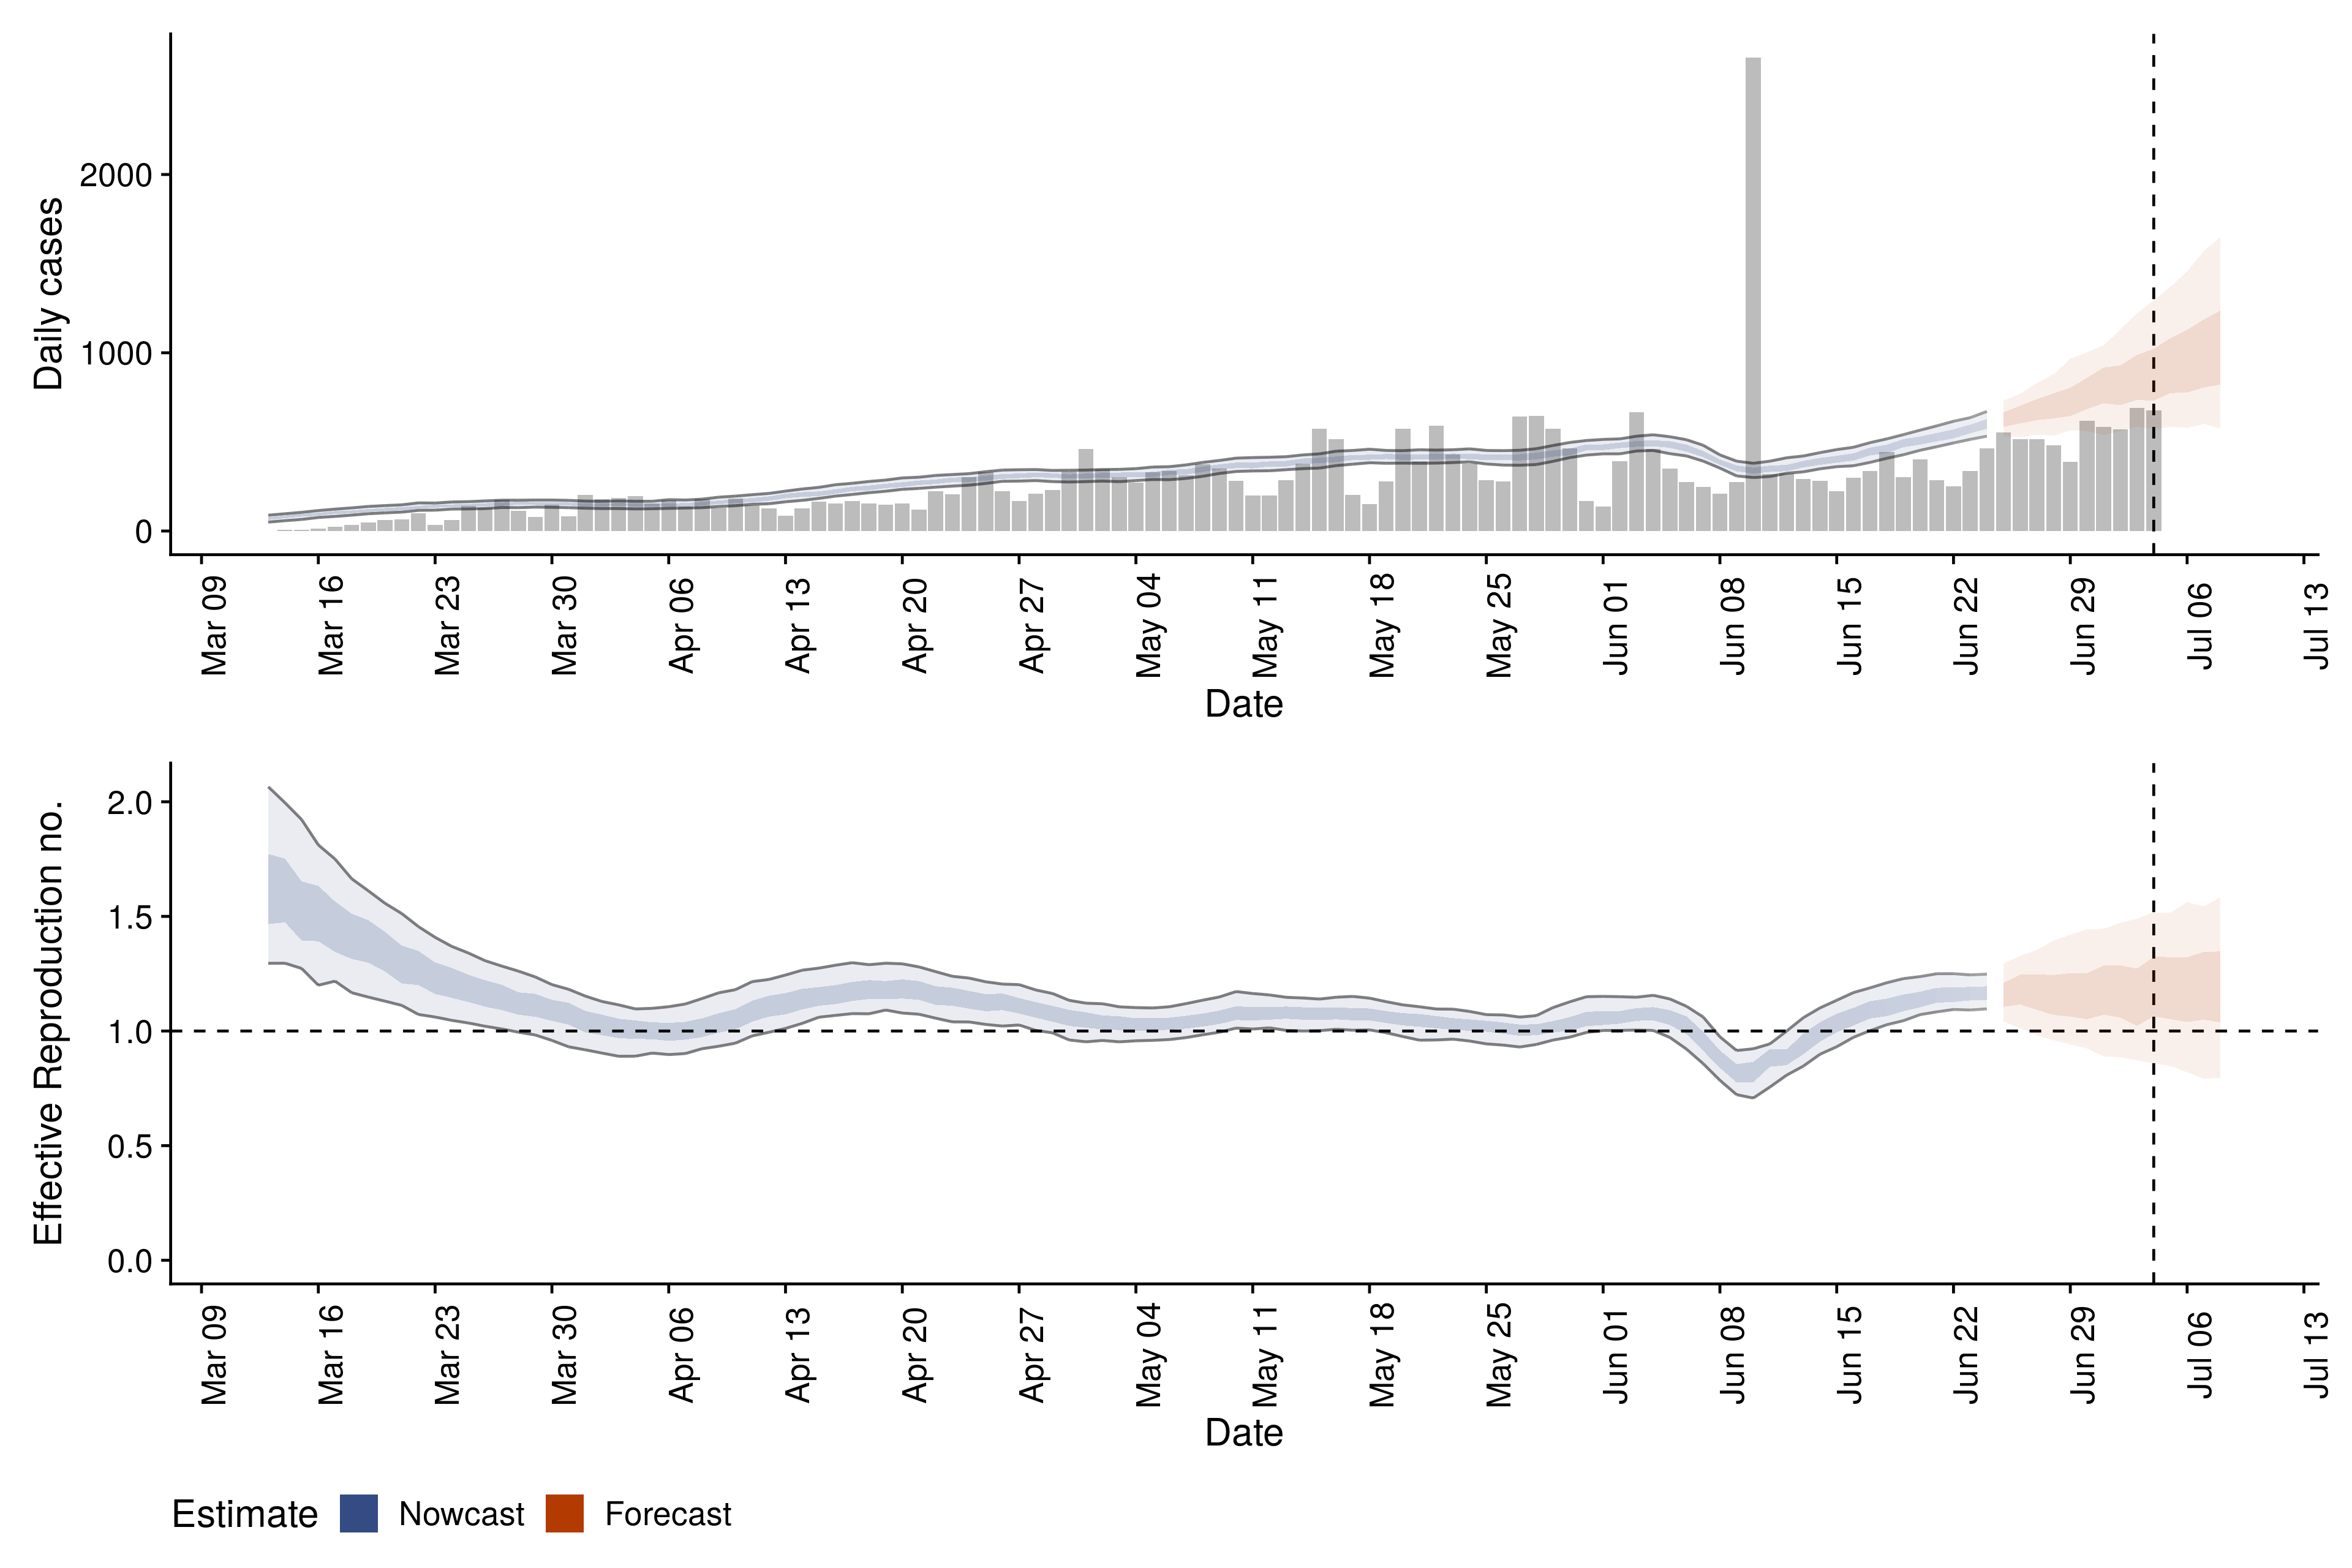 Daily cases
2000
1000
0
Mar 09 Mar 16 Mar 23 Mar 30 Apr 06 Apr 13 Apr 20 Apr 27 May 04 May 11 May 18 May 25 Jun 01 Jun 08 Jun 15 Jun 22 Jun 29 Jul 06 Jul 13
Date
Effective Reproduction no.
2.0
1.5
1.0
0.5
0.0
Mar 09 Mar 16 Mar 23 Mar 30 Apr 06 Apr 13 Apr 20 Apr 27 May 04 May 11 May 18 May 25 Jun 01 Jun 08 Jun 15 Jun 22 Jun 29 Jul 06 Jul 13
Date
Estimate Nowcast Forecast